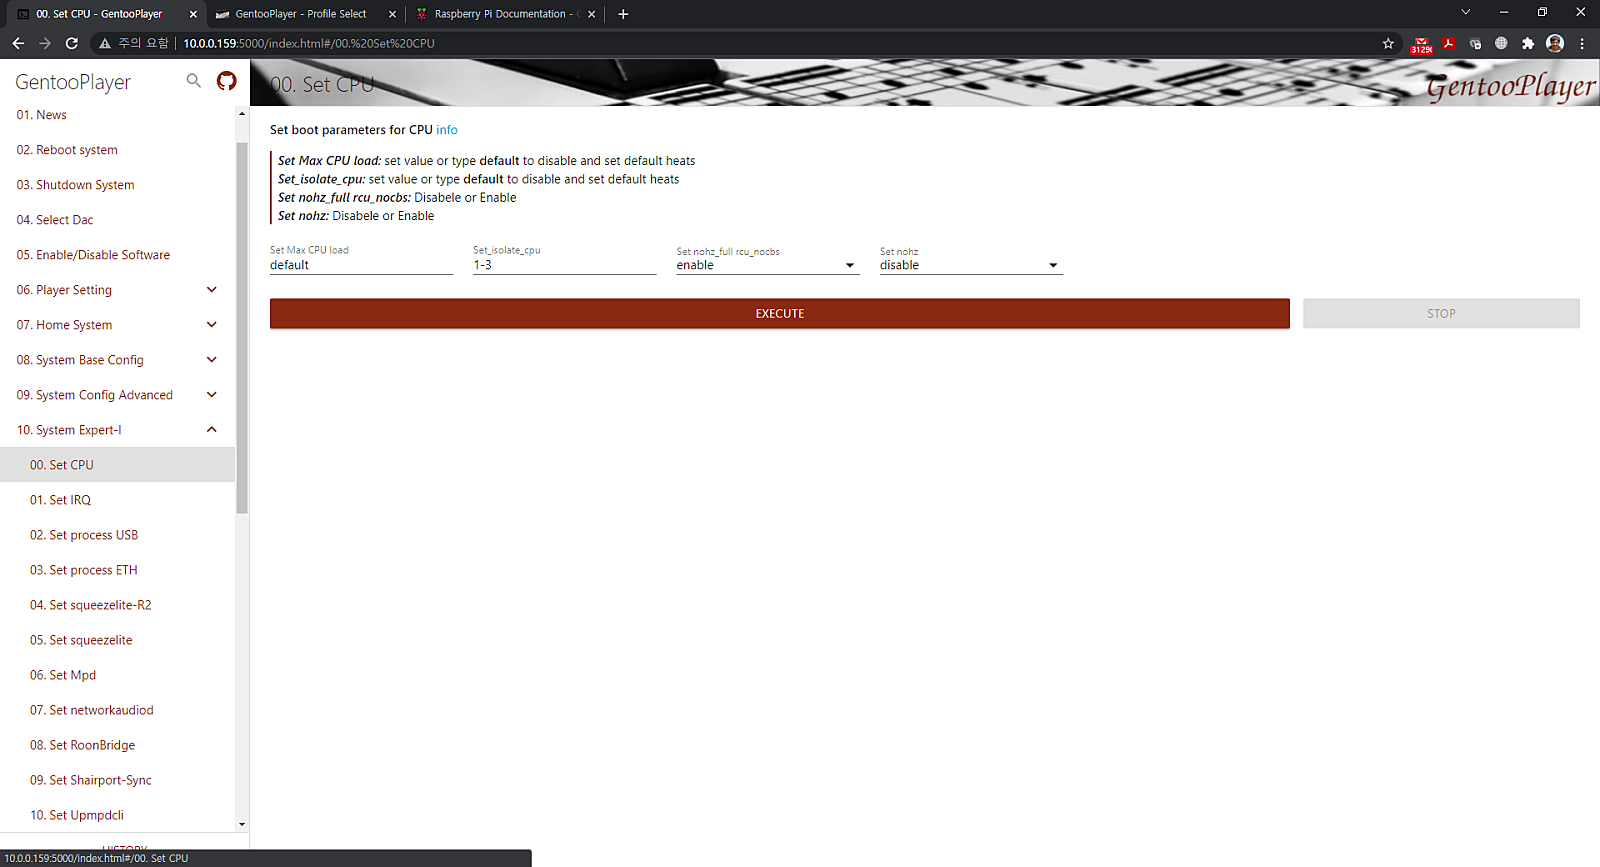 00. Set CPU - GentooPlayer
GentooPlayer - Profile Select
Raspberry Pi Documentation -
주의 요함
10.0.0.159:5000/index.html#/00.%20Set%20CPU
3129
GentooPlayer
00. Set CPU
GentooPlayer
01. News
02. Reboot system
03. Shutdown System
04. Select Dac
05. Enable/Disable Software
06. Player Setting
07. Home System
08. System Base Config
09. System Config Advanced
10. System Expert-I
00. Set CPU
01. Set IRQ
02. Set process USB
03. Set process ETH
04. Set squeezelite-R2
05. Set squeezelite
06. Set Mpd
07. Set networkaudiod
08. Set RoonBridge
09. Set Shairport-Sync
10. Set Upmpdcli
HISTORY
Set boot parameters for CPU info
Set Max CPU load: set value or type default to disable and set default heats
Set_isolate_cpu: set value or type default to disable and set default heats
Set nohz_full rcu_nocbs: Disabele or Enable
Set nohz: Disabele or Enable
Set Max CPU load
default
Set_isolate_cpu
1-3
Set nohz_full rcu_nocbs
enable
Set nohz
disable
EXECUTE
STOP
10.0.0.159:5000/index.html#/00. Set CPU